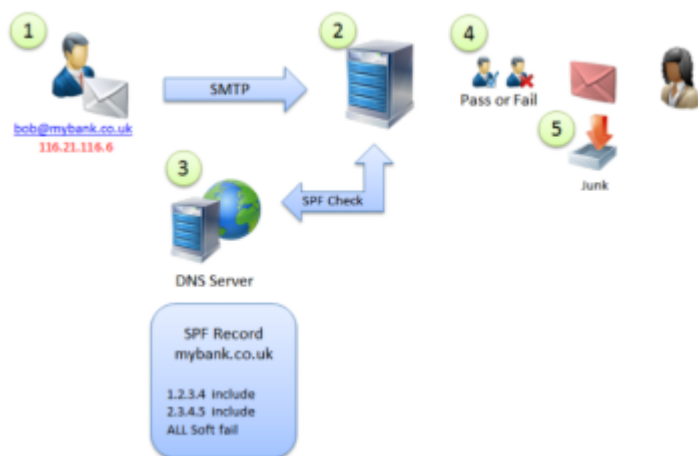 1
2
4
SMTP
Pass or Fail
bob@mybank.co.uk
116.21.116.6
5
Junk
3
SPF Check
DNS Server
SPF Record
mybank.co.uk
1.2.3.4 include
2.3.4.5 include
ALL Soft fail